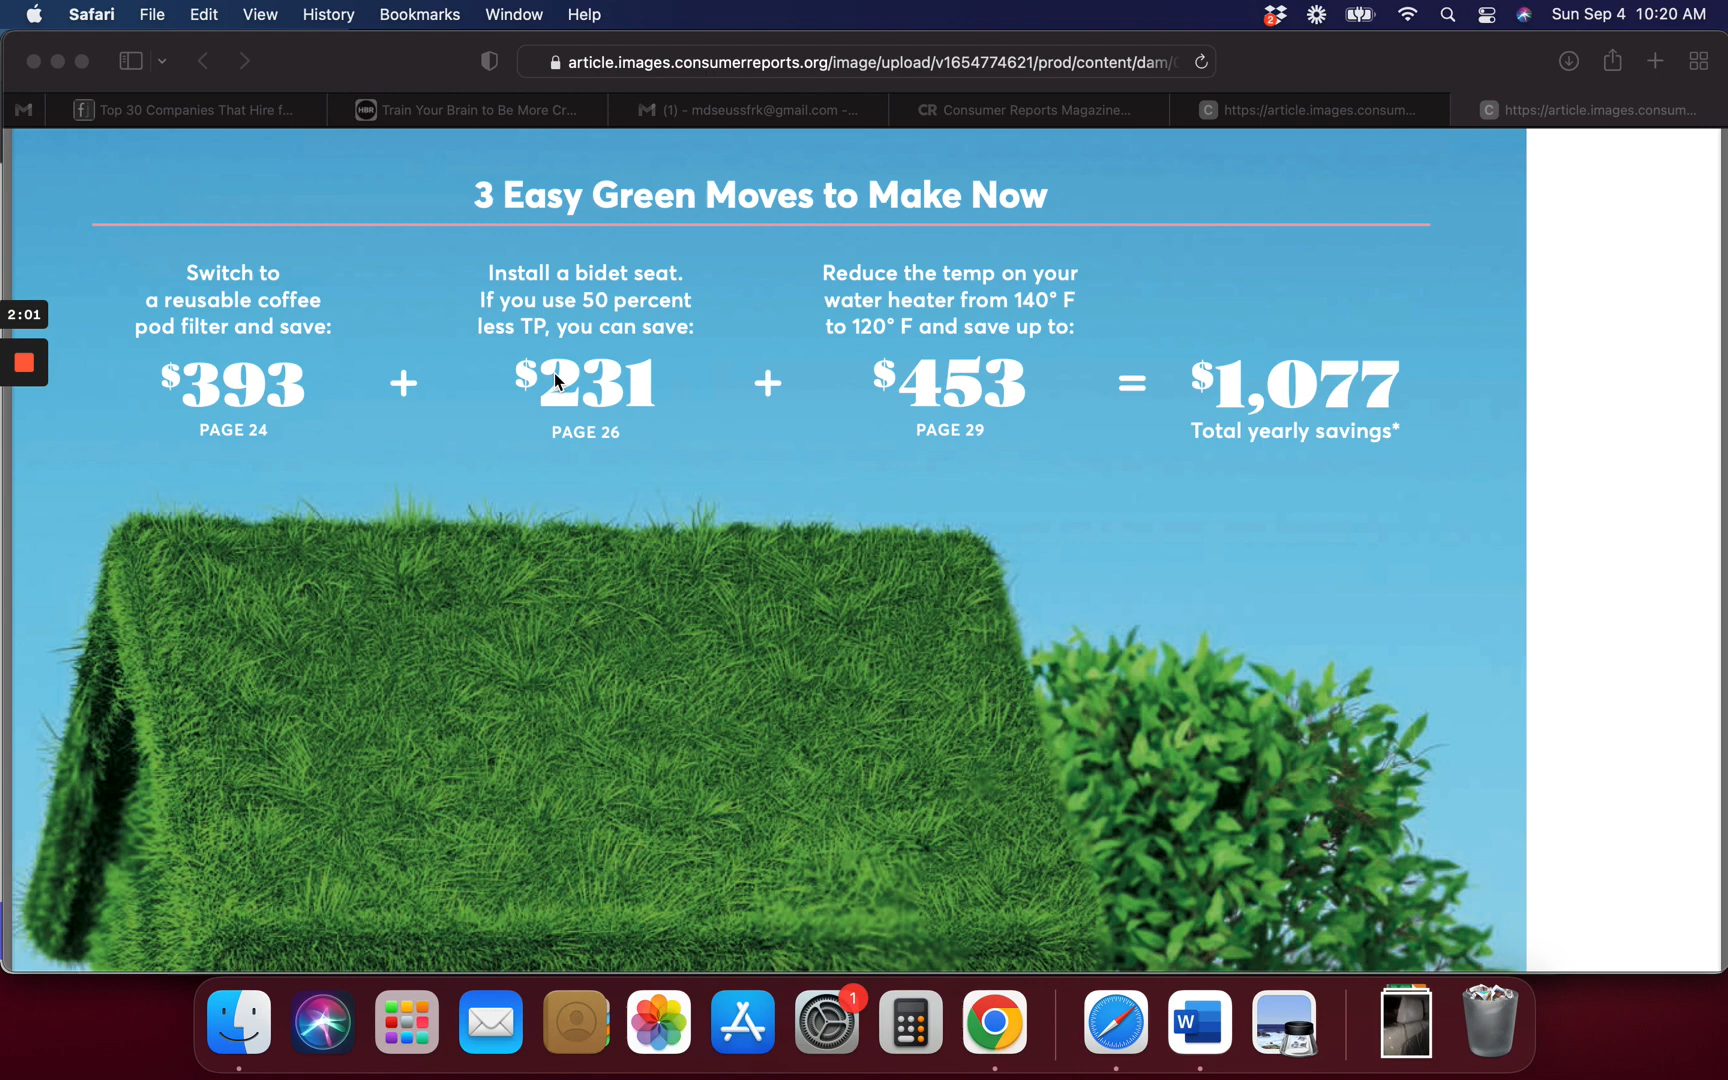 Safari File Edit View History Bookmarks Window Help
2
Sun Sep 4 10:20 AM
article.images.consumerreports.org/image/upload/v1654774621/prod/content/dam/
f Top 30 Companies That Hire f...
HBR Train Your Brain to Be More Cr...
(1) - mdseussfrk@gmail.com -...
CR Consumer Reports Magazine...
C https://article.images.consum...
C https://article.images.consum...
3 Easy Green Moves to Make Now
Switch to
a reusable coffee
pod filter and save:
$393
PAGE 24
+
Install a bidet seat.
If you use 50 percent
less TP, you can save:
$231
PAGE 26
+
Reduce the temp on your
water heater from 140° F
to 120° F and save up to:
$453
PAGE 29
=
$1,077
Total yearly savings*
2:01
1
W